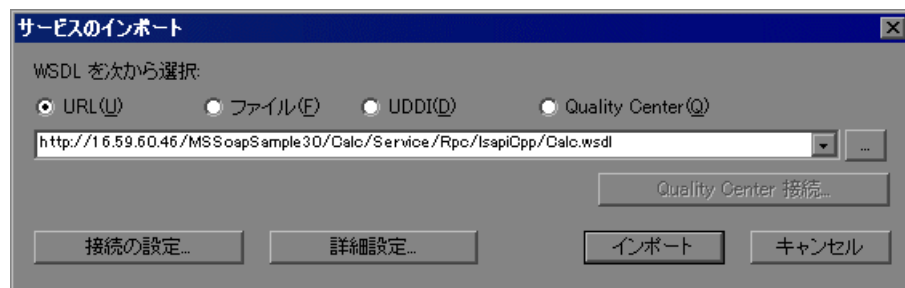 サービスのインポート
WSDL を次から選択:
URL(U) ファイル(F) UDDI(D) Quality Center(Q)
http://16.59.60.46/MSSoapSample30/Calc/Service/Rpc/IsapiCpp/Calc.wsdl ...
Quality Center 接続...
接続の設定... 詳細設定... インポート キャンセル